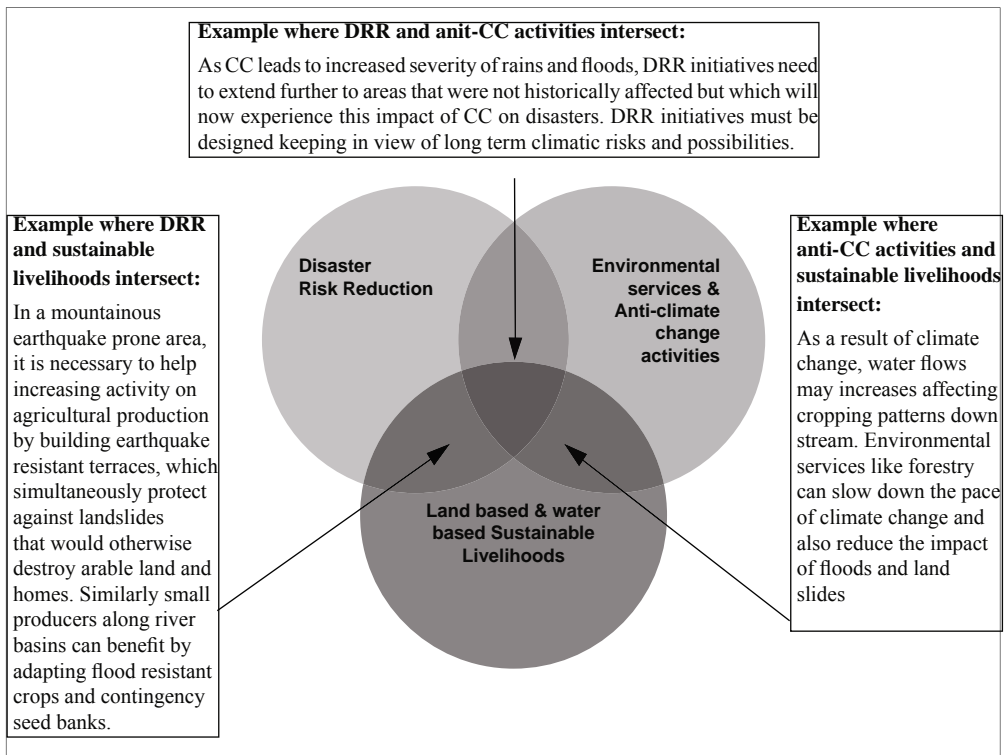 Example where DRR and anit-CC activities intersect:
As CC leads to increased severity of rains and floods, DRR initiatives need
to extend further to areas that were not historically affected but which will
now experience this impact of CC on disasters. DRR initiatives must be
designed keeping in view of long term climatic risks and possibilities.
Example where DRR
and sustainable
livelihoods intersect:
In a mountainous
earthquake prone area,
it is necessary to help
increasing activity on
agricultural production
by building earthquake
resistant terraces, which
simultaneously protect
against landslides
that would otherwise
destroy arable land and
homes. Similarly small
producers along river
basins can benefit by
adapting flood resistant
crops and contingency
seed banks.
Disaster
Risk Reduction
Environmental
services &
Anti-climate
change
activities
Land based & water
based Sustainable
Livelihoods
Example where
anti-CC activities and
sustainable livelihoods
intersect:
As a result of climate
change, water flows
may increases affecting
cropping patterns down
stream. Environmental
services like forestry
can slow down the pace
of climate change and
also reduce the impact
of floods and land
slides